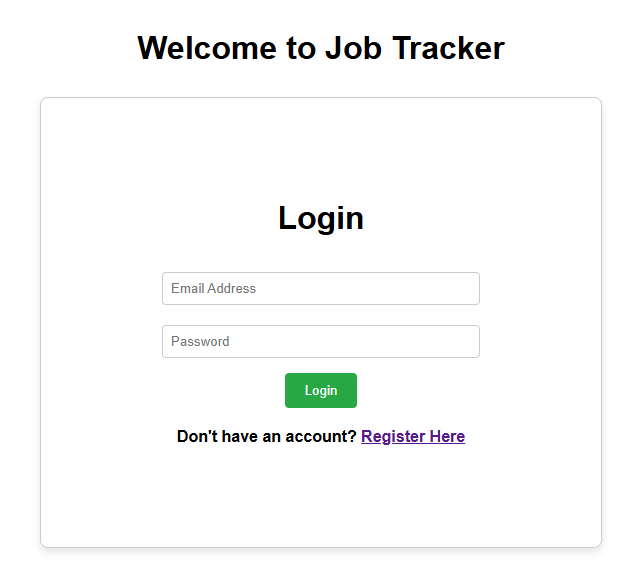 Welcome to Job Tracker
Login
Email Address
Password
Login
Don't have an account? Register Here